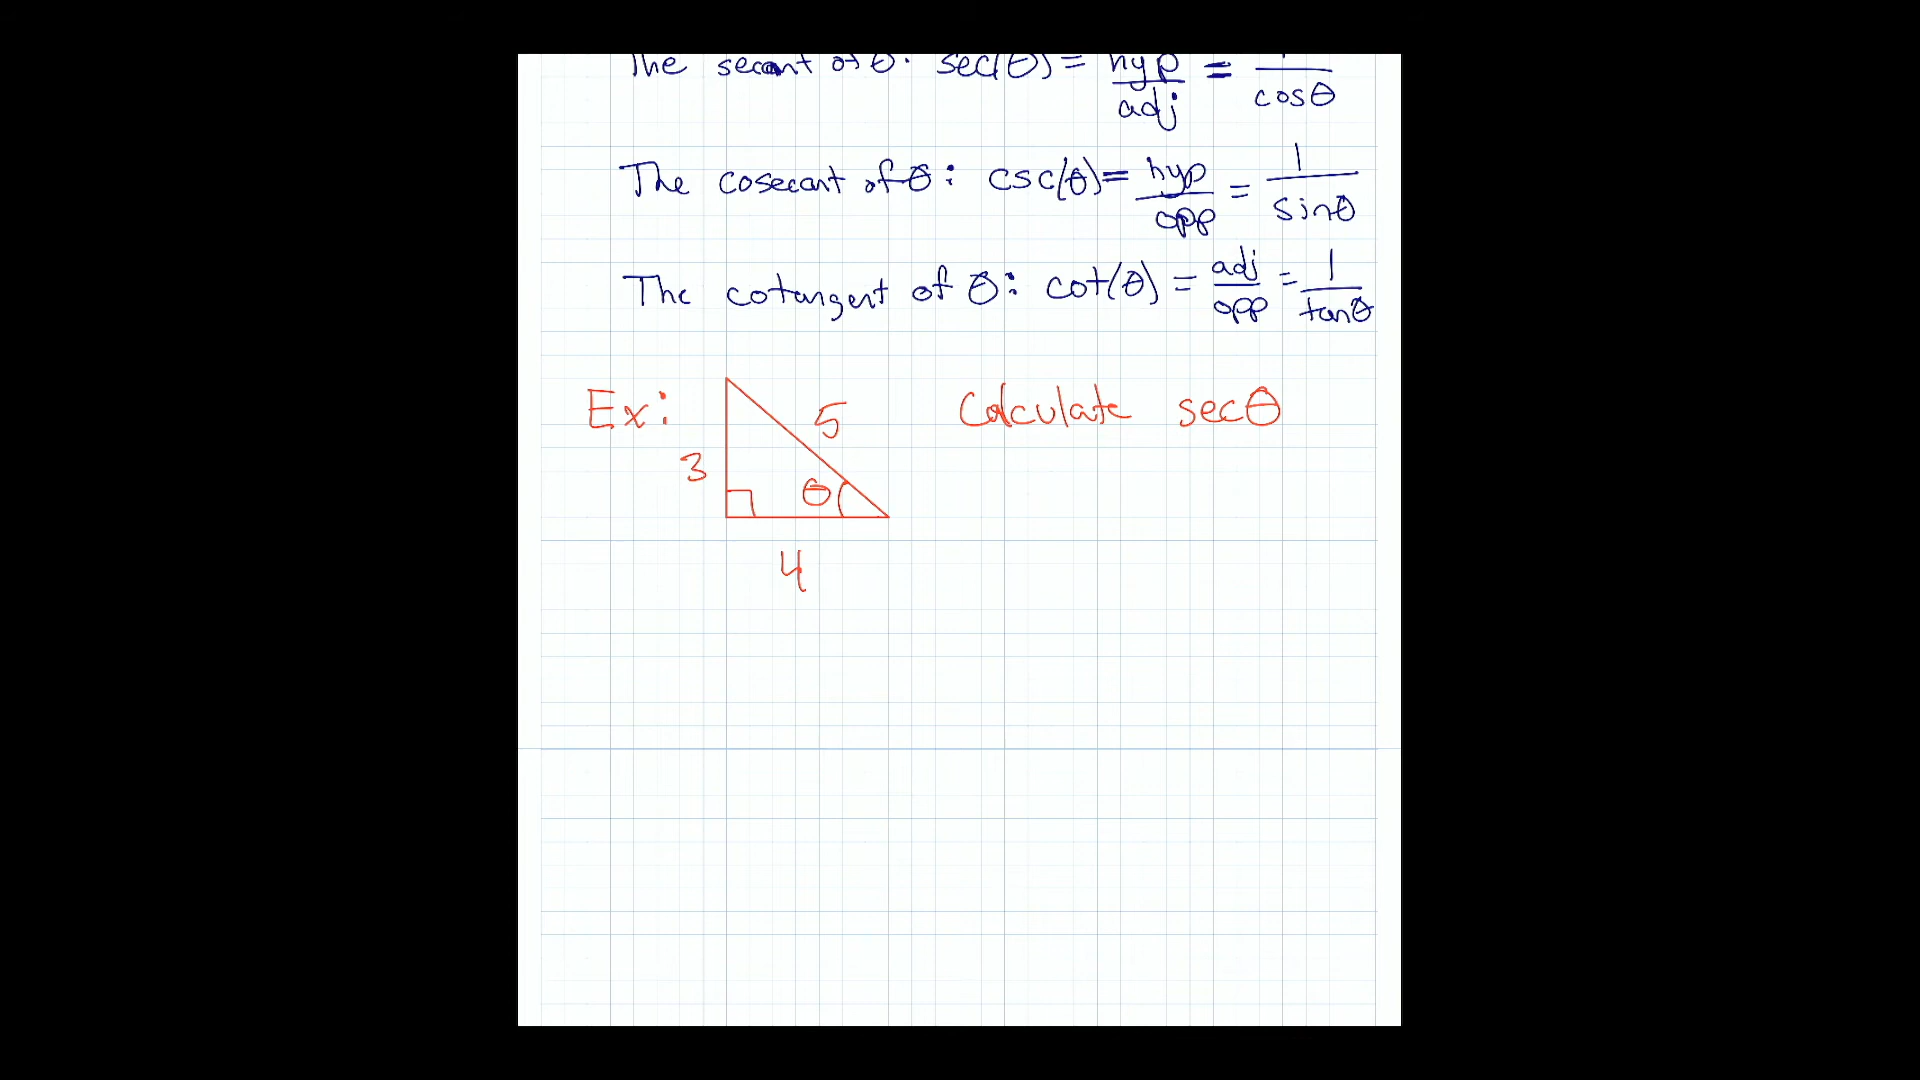 The secant of θ: sec(θ) = hyp/adj = 1/cosθ
The cosecant of θ: csc(θ) = hyp/opp = 1/sinθ
The cotangent of θ: cot(θ) = adj/opp = 1/tanθ
Ex: Calculate secθ
5
3
θ
4